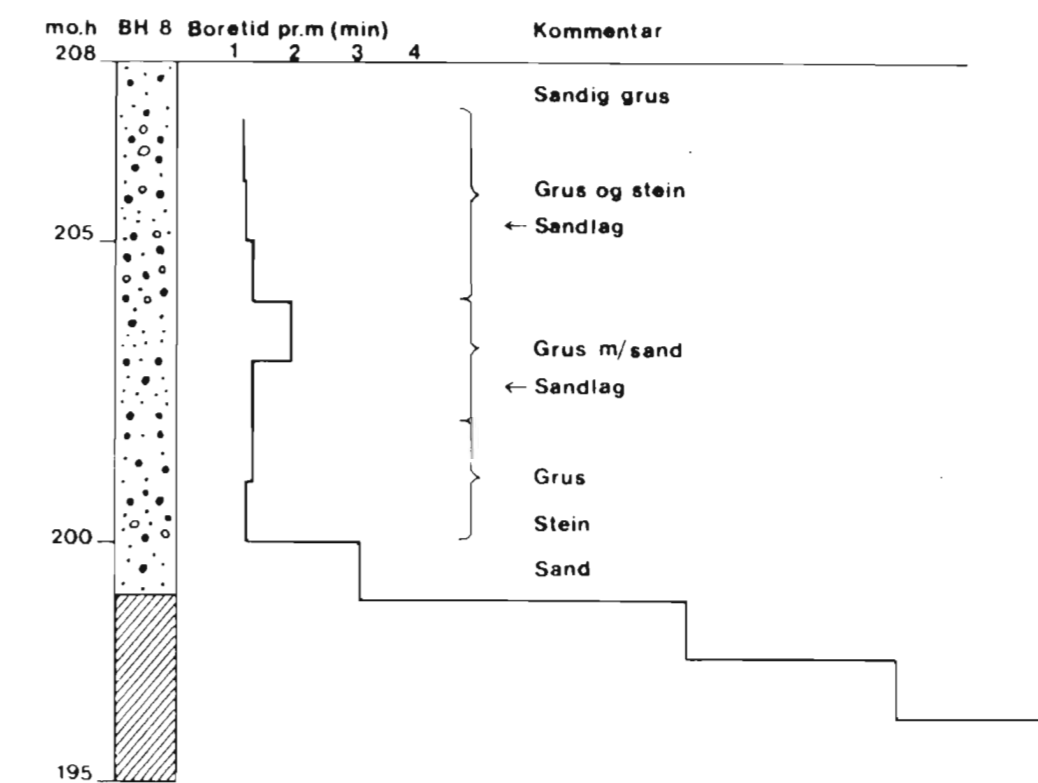 mo.h BH 8 Boretid pr.m (min) Kommentar
208 1 2 3 4
Sandig grus
Grus og stein
← Sandlag
205
Grus m/sand
← Sandlag
Grus
Stein
200
Sand
195